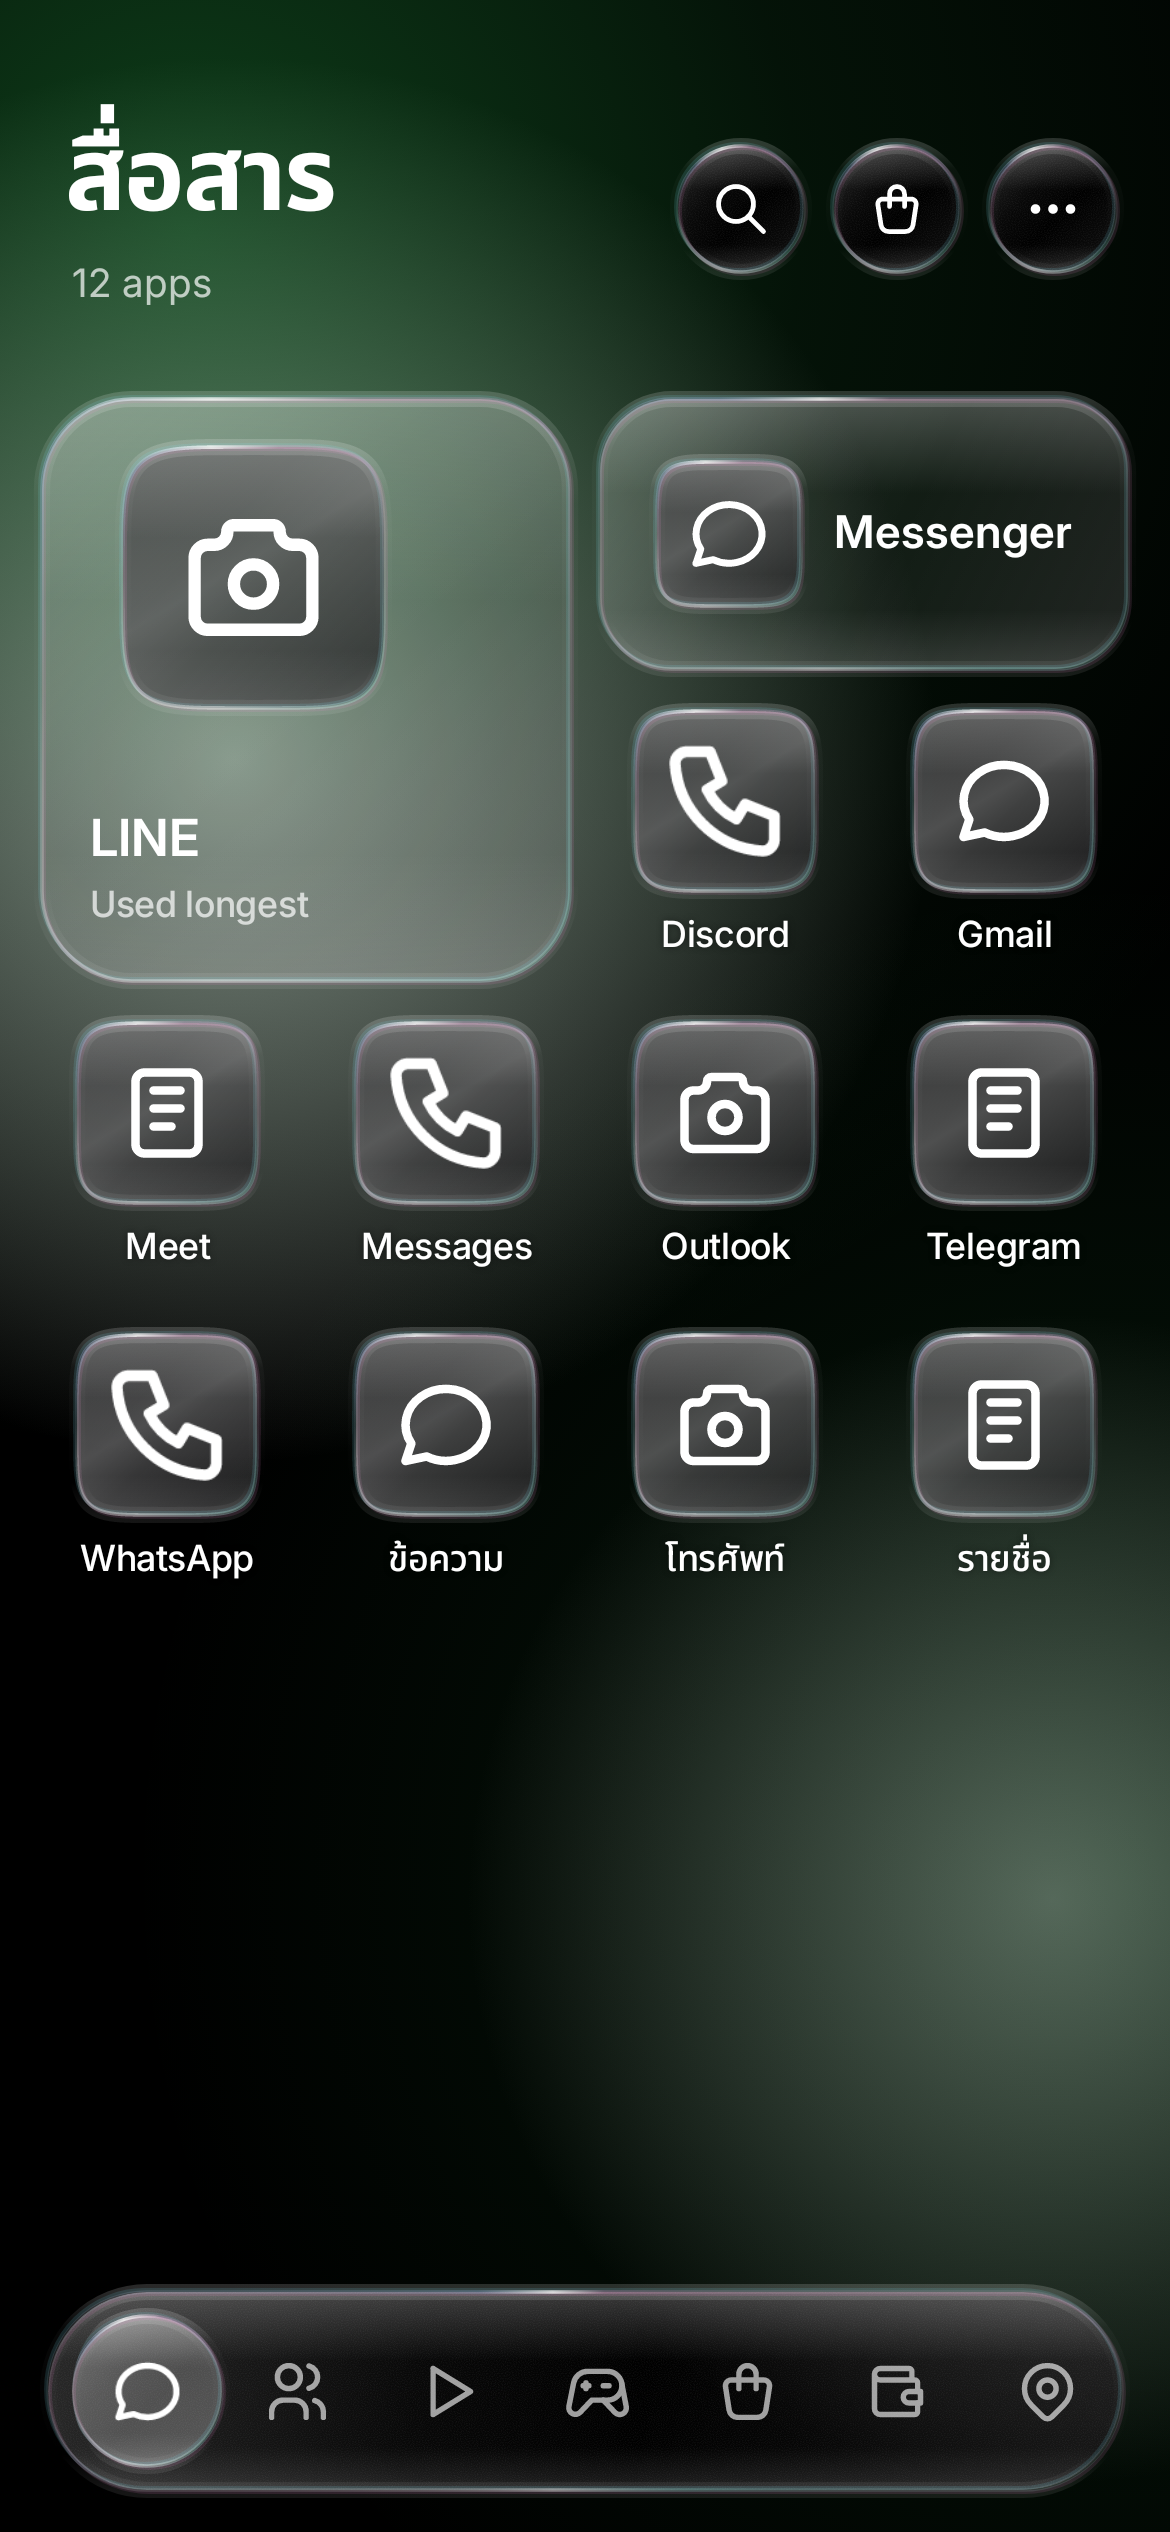 สื่อสาร
12 apps
Messenger
LINE
Used longest
Discord
Gmail
Meet
Messages
Outlook
Telegram
WhatsApp
ข้อความ
โทรศัพท์
รายชื่อ